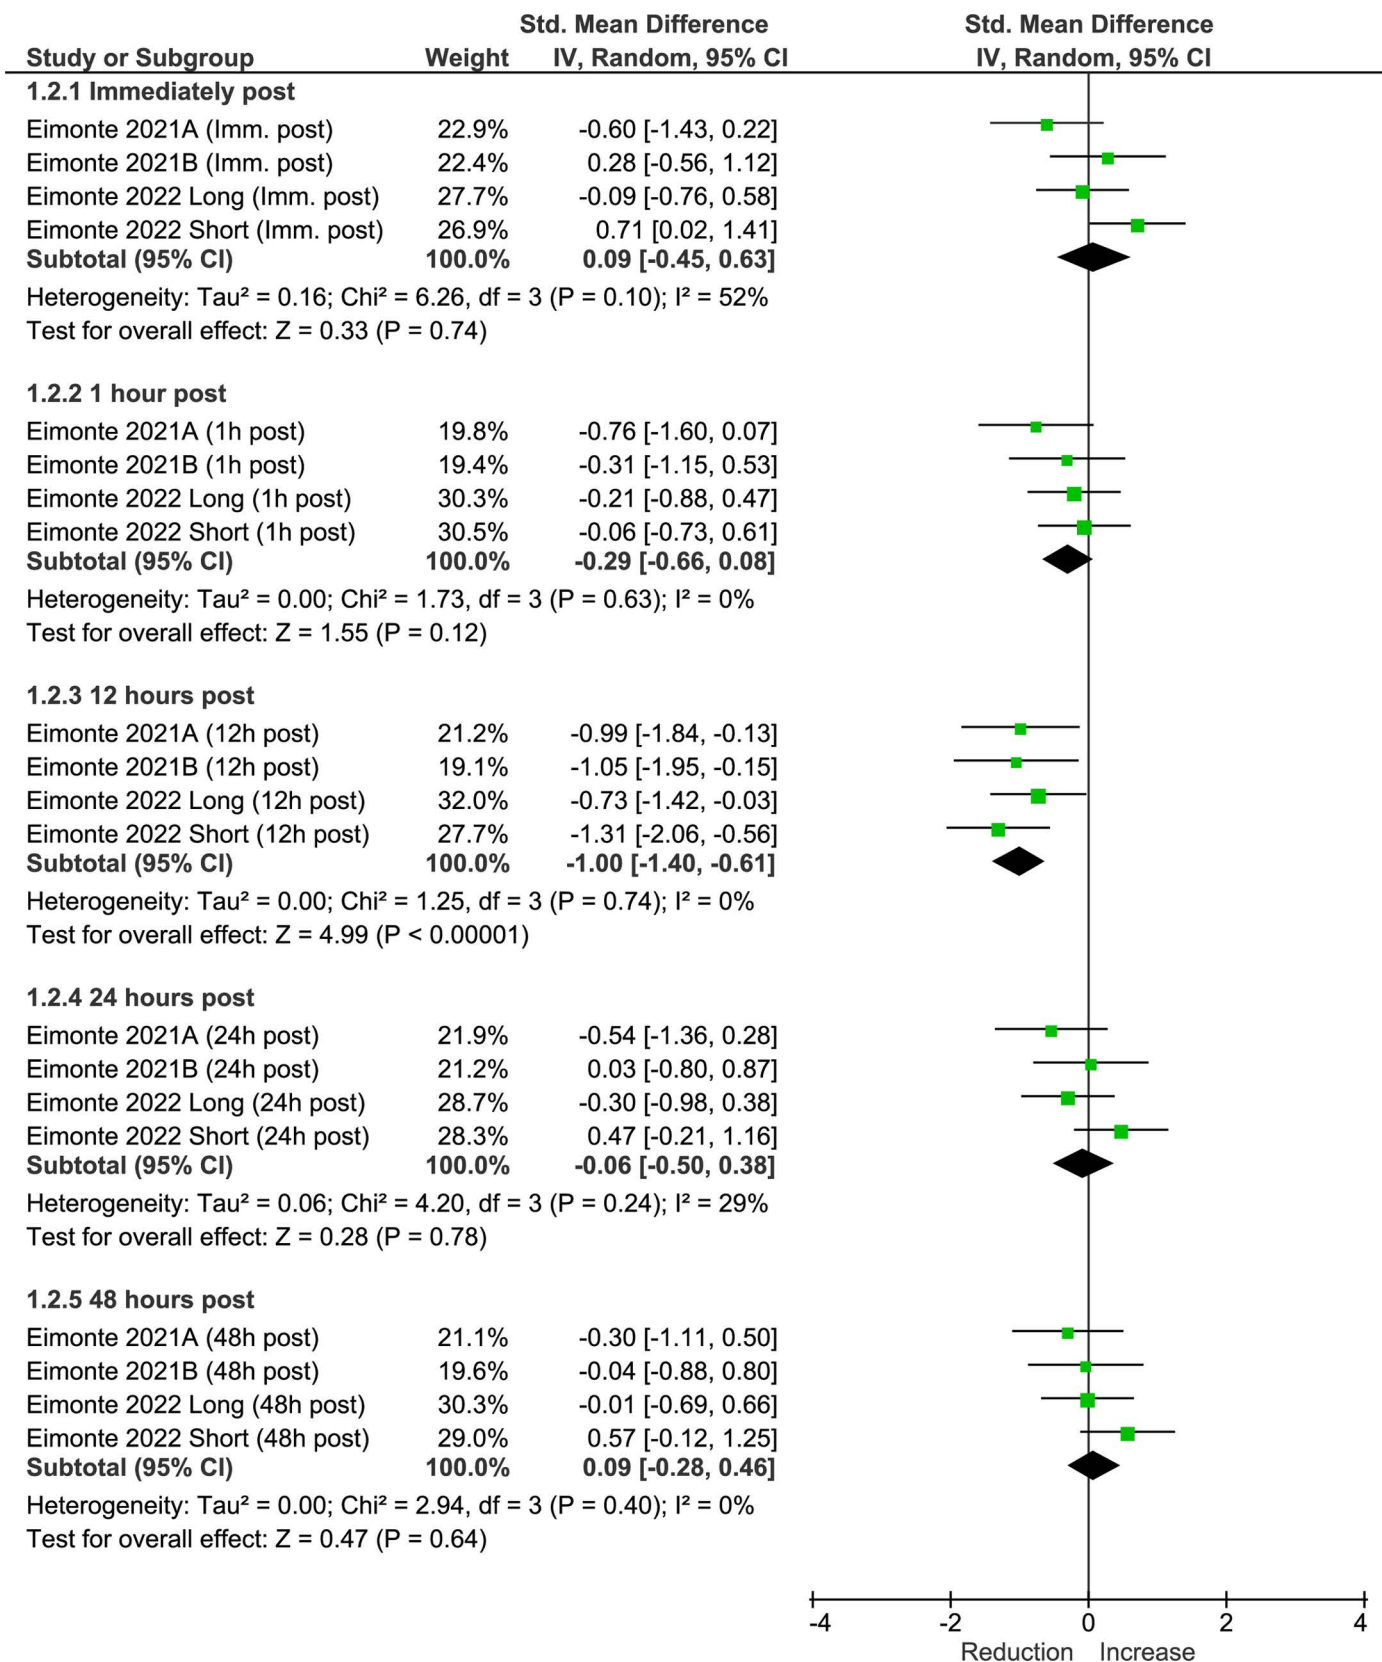 Std. Mean Difference Std. Mean Difference
Study or Subgroup Weight IV, Random, 95% CI IV, Random, 95% CI
1.2.1 Immediately post
Eimonte 2021A (Imm. post) 22.9% -0.60 [-1.43, 0.22]
Eimonte 2021B (Imm. post) 22.4% 0.28 [-0.56, 1.12]
Eimonte 2022 Long (Imm. post) 27.7% -0.09 [-0.76, 0.58]
Eimonte 2022 Short (Imm. post) 26.9% 0.71 [0.02, 1.41]
Subtotal (95% CI) 100.0% 0.09 [-0.45, 0.63]
Heterogeneity: Tau² = 0.16; Chi² = 6.26, df = 3 (P = 0.10); I² = 52%
Test for overall effect: Z = 0.33 (P = 0.74)
1.2.2 1 hour post
Eimonte 2021A (1h post) 19.8% -0.76 [-1.60, 0.07]
Eimonte 2021B (1h post) 19.4% -0.31 [-1.15, 0.53]
Eimonte 2022 Long (1h post) 30.3% -0.21 [-0.88, 0.47]
Eimonte 2022 Short (1h post) 30.5% -0.06 [-0.73, 0.61]
Subtotal (95% CI) 100.0% -0.29 [-0.66, 0.08]
Heterogeneity: Tau² = 0.00; Chi² = 1.73, df = 3 (P = 0.63); I² = 0%
Test for overall effect: Z = 1.55 (P = 0.12)
1.2.3 12 hours post
Eimonte 2021A (12h post) 21.2% -0.99 [-1.84, -0.13]
Eimonte 2021B (12h post) 19.1% -1.05 [-1.95, -0.15]
Eimonte 2022 Long (12h post) 32.0% -0.73 [-1.42, -0.03]
Eimonte 2022 Short (12h post) 27.7% -1.31 [-2.06, -0.56]
Subtotal (95% CI) 100.0% -1.00 [-1.40, -0.61]
Heterogeneity: Tau² = 0.00; Chi² = 1.25, df = 3 (P = 0.74); I² = 0%
Test for overall effect: Z = 4.99 (P < 0.00001)
1.2.4 24 hours post
Eimonte 2021A (24h post) 21.9% -0.54 [-1.36, 0.28]
Eimonte 2021B (24h post) 21.2% 0.03 [-0.80, 0.87]
Eimonte 2022 Long (24h post) 28.7% -0.30 [-0.98, 0.38]
Eimonte 2022 Short (24h post) 28.3% 0.47 [-0.21, 1.16]
Subtotal (95% CI) 100.0% -0.06 [-0.50, 0.38]
Heterogeneity: Tau² = 0.06; Chi² = 4.20, df = 3 (P = 0.24); I² = 29%
Test for overall effect: Z = 0.28 (P = 0.78)
1.2.5 48 hours post
Eimonte 2021A (48h post) 21.1% -0.30 [-1.11, 0.50]
Eimonte 2021B (48h post) 19.6% -0.04 [-0.88, 0.80]
Eimonte 2022 Long (48h post) 30.3% -0.01 [-0.69, 0.66]
Eimonte 2022 Short (48h post) 29.0% 0.57 [-0.12, 1.25]
Subtotal (95% CI) 100.0% 0.09 [-0.28, 0.46]
Heterogeneity: Tau² = 0.00; Chi² = 2.94, df = 3 (P = 0.40); I² = 0%
Test for overall effect: Z = 0.47 (P = 0.64)
-4 -2 0 2 4
Reduction Increase